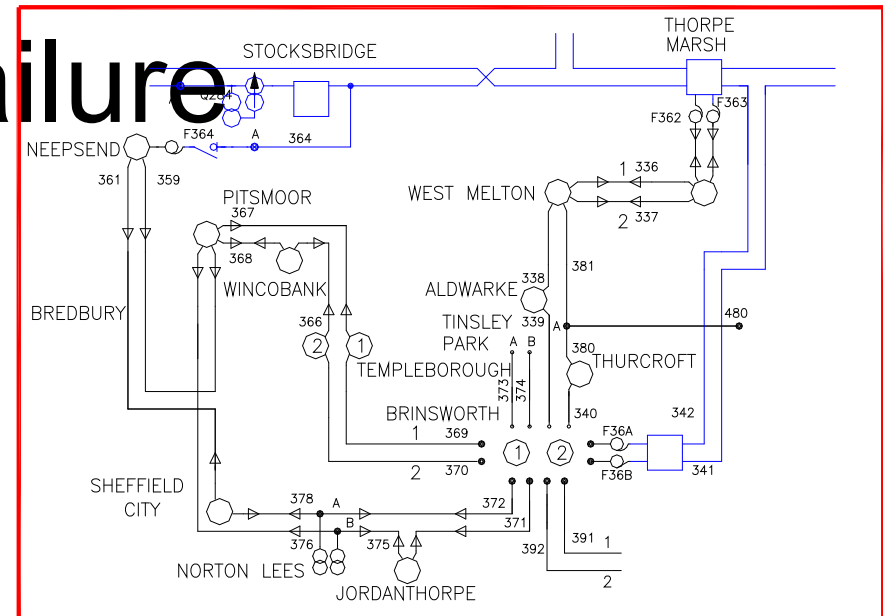 ailure
STOCKSBRIDGE
THORPE
MARSH
A
F362
F363
F364
A
364
NEEPSEND
361
359
WEST MELTON
1
336
2
337
PITSMOOR
367
368
WINCOBANK
338
381
ALDWARKE
339
TINSLEY
PARK
A
B
A
480
BREDBURY
366
2
1
TEMPLEBOROUGH
380
THURCROFT
373
374
BRINSWORTH
1
369
2
370
1
2
340
342
F36A
F36B
341
SHEFFIELD
CITY
378
A
372
376
B
375
371
392
391
1
2
NORTON LEES
JORDANTHORPE